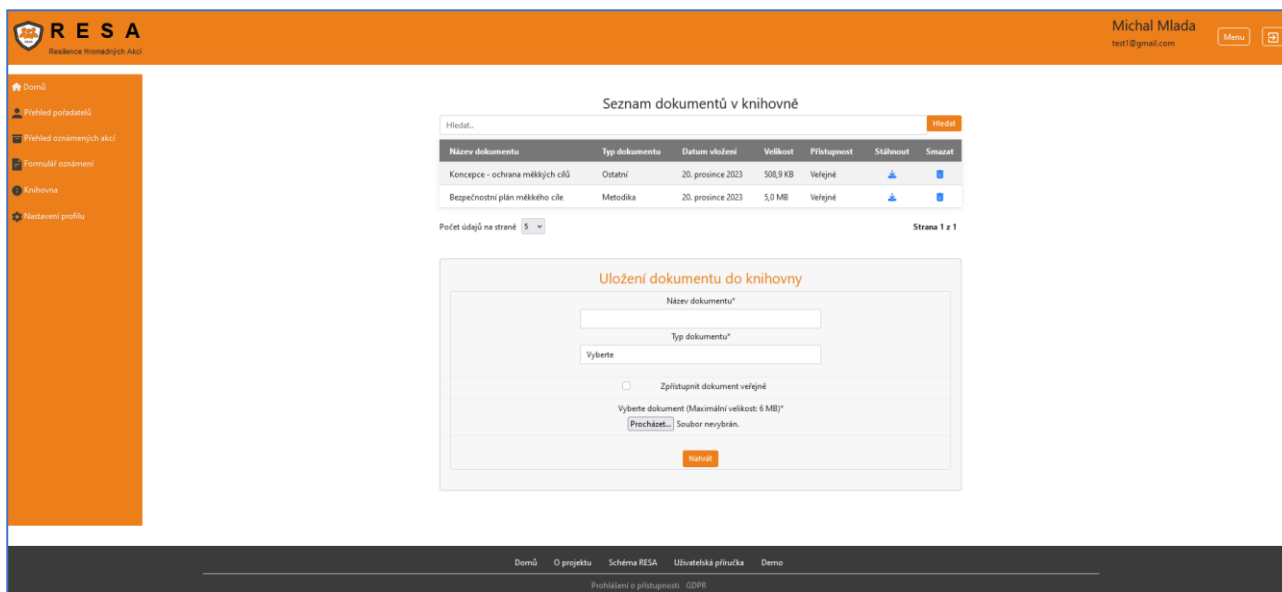 R E S A
Resilence Hromadných Akcí
Michal Mlada
test1@gmail.com
Menu
Domů
Přehled pořadatelů
Přehled oznámených akcí
Formulář oznámení
Knihovna
Nastavení profilu
Seznam dokumentů v knihovně
Hledat.. Hledat
Název dokumentu Typ dokumentu Datum vložení Velikost Přístupnost Stáhnout Smazat
Koncepce - ochrana měkkých cílů Ostatní 20. prosince 2023 508,9 KB Veřejné
Bezpečnostní plán měkkého cíle Metodika 20. prosince 2023 5,0 MB Veřejné
Počet údajů na straně 5 Strana 1 z 1
Uložení dokumentu do knihovny
Název dokumentu*
Typ dokumentu*
Vyberte
Zpřístupnit dokument veřejně
Vyberte dokument (Maximální velikost: 6 MB)*
Procházet... Soubor nevybrán.
Nahrát
Domů O projektu Schéma RESA Uživatelská příručka Demo
Prohlášení o přístupnosti GDPR